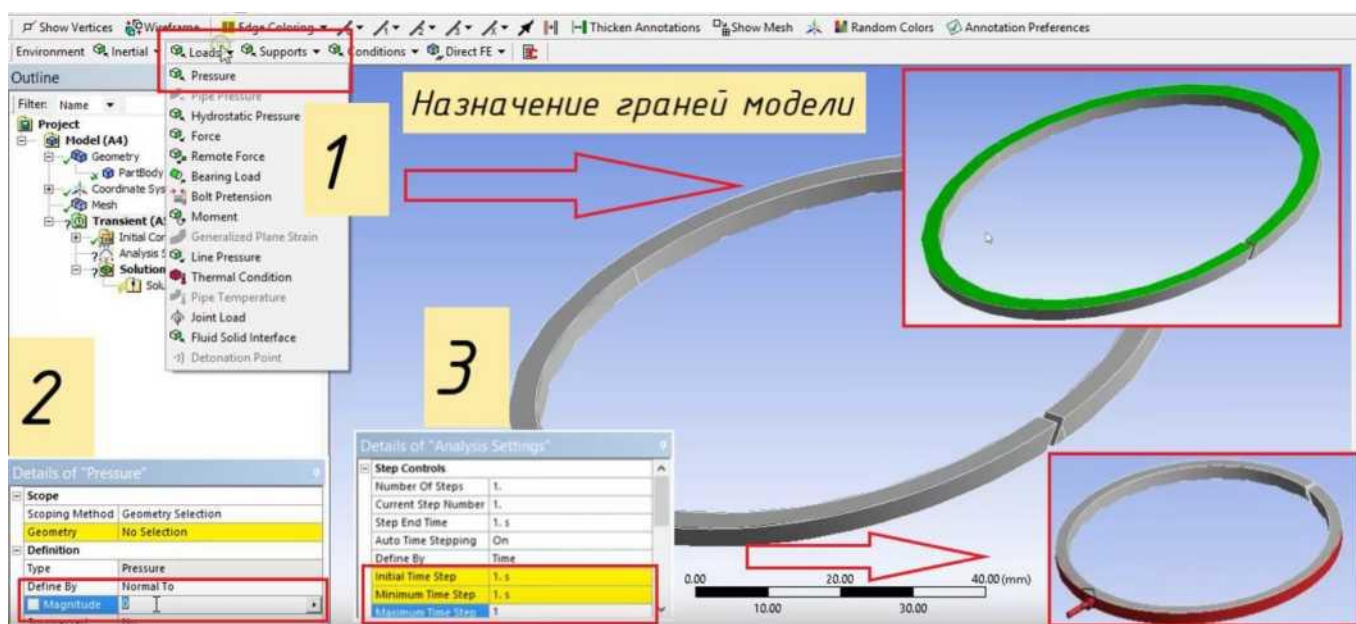 Show Vertices Wireframe Edge Coloring Thicken Annotations Show Mesh Random Colors Annotation Preferences
Environment Inertial Loads Supports Conditions Direct FE
Outline
Filter: Name
Project
Model (A4)
Geometry
PartBody
Coordinate Sys
Mesh
Transient (A
Initial Con
Analysis S
Solution
Solu
Pressure
Pipe Pressure
Hydrostatic Pressure
Force
Remote Force
Bearing Load
Bolt Pretension
Moment
Generalized Plane Strain
Line Pressure
Thermal Condition
Pipe Temperature
Joint Load
Fluid Solid Interface
Detonation Point
1
Назначение граней модели
2
3
Details of "Pressure"
Scope
Scoping Method Geometry Selection
Geometry No Selection
Definition
Type Pressure
Define By Normal To
Magnitude 0
Details of "Analysis Settings"
Step Controls
Number Of Steps 1.
Current Step Number 1.
Step End Time 1. s
Auto Time Stepping On
Define By Time
Initial Time Step 1. s
Minimum Time Step 1. s
Maximum Time Step 1
0.00 20.00 40.00 (mm)
10.00 30.00